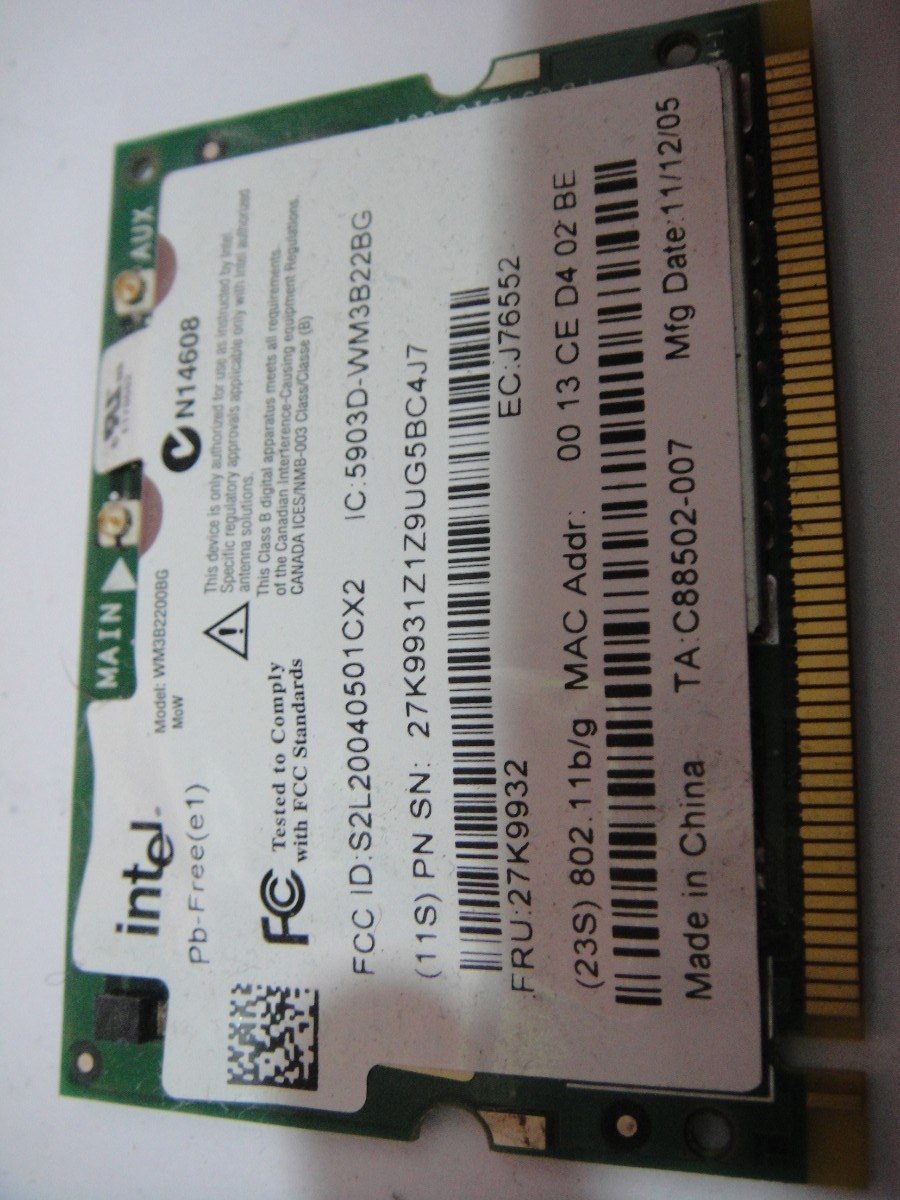 MAIN
AUX
intel
Model: WM3B2200BG
MoW
N14608
Pb-Free(e1)
This device is only authorized for use as instructed by Intel.
Specific regulatory approvals applicable only with Intel authorized
antenna solutions.
This Class B digital apparatus meets all requirements
of the Canadian Interference-Causing equipment Regulations.
CANADA ICES/NMB-003 Class/Classe (B)
FC Tested to Comply
with FCC Standards
FCC ID:S2L20040501CX2 IC:5903D-WM3B22BG
(11S) PN SN: 27K9931Z1Z9UG5BC4J7
FRU:27K9932 EC:J76552
(23S) 802.11b/g MAC Addr: 00 13 CE D4 02 BE
Made in China TA:C88502-007 Mfg Date:11/12/05